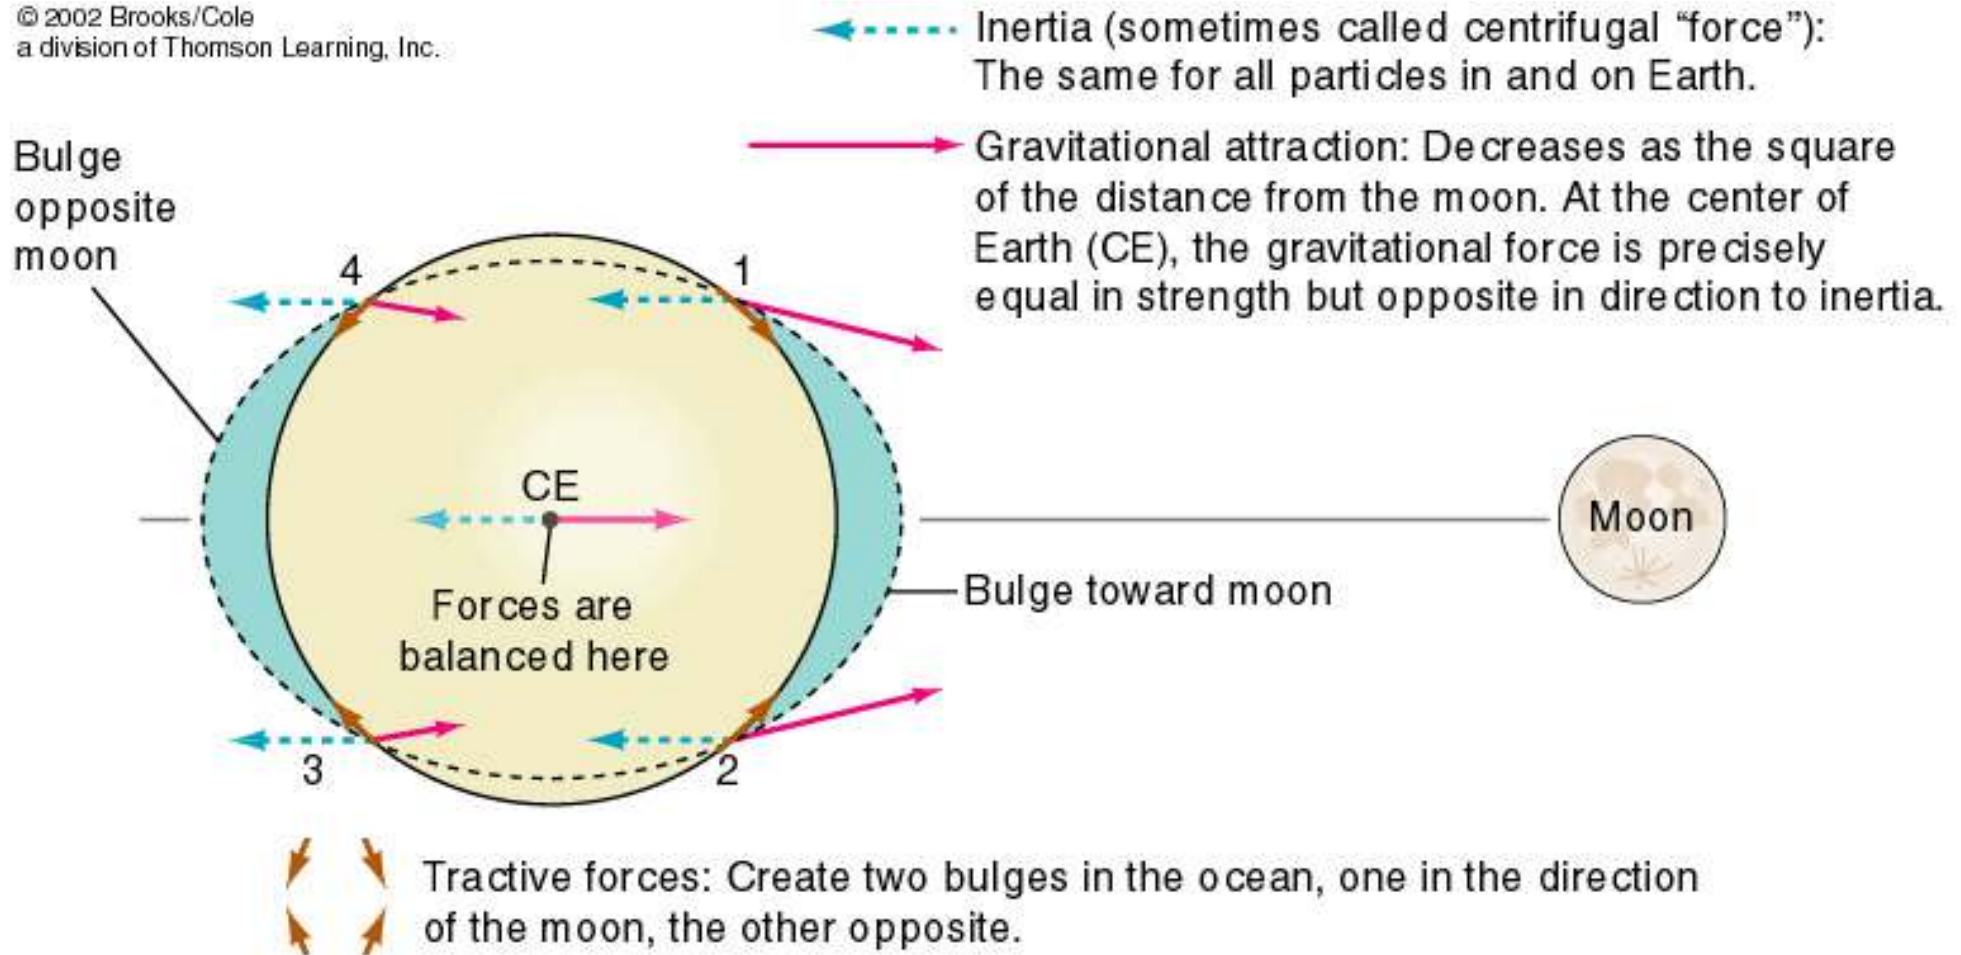 © 2002 Brooks/Cole
a division of Thomson Learning, Inc.
Inertia (sometimes called centrifugal “force”):
The same for all particles in and on Earth.
Gravitational attraction: Decreases as the square
of the distance from the moon. At the center of
Earth (CE), the gravitational force is precisely
equal in strength but opposite in direction to inertia.
Bulge
opposite
moon
4
1
CE
Forces are
balanced here
Moon
Bulge toward moon
3
2
Tractive forces: Create two bulges in the ocean, one in the direction
of the moon, the other opposite.